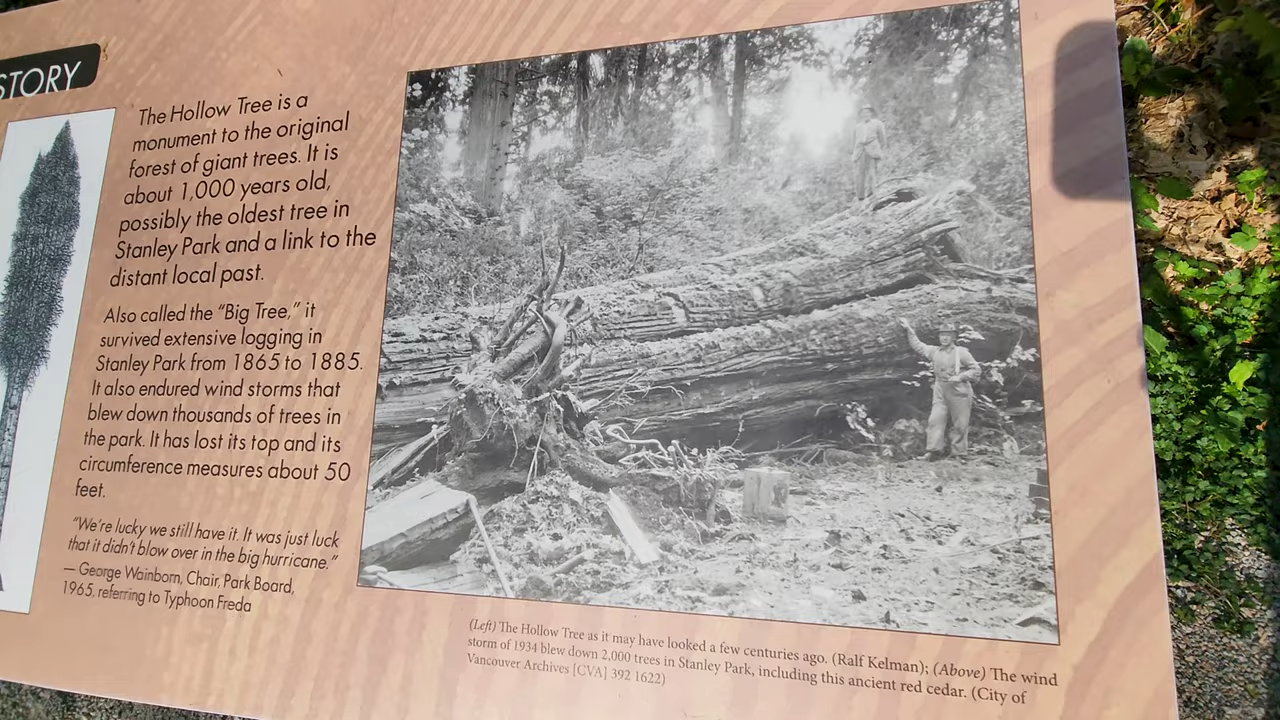 STORY
The Hollow Tree is a
monument to the original
forest of giant trees. It is
about 1,000 years old,
possibly the oldest tree in
Stanley Park and a link to the
distant local past.
Also called the “Big Tree,” it
survived extensive logging in
Stanley Park from 1865 to 1885.
It also endured wind storms that
blew down thousands of trees in
the park. It has lost its top and its
circumference measures about 50
feet.
“We’re lucky we still have it. It was just luck
that it didn’t blow over in the big hurricane.”
— George Wainborn, Chair, Park Board,
1965, referring to Typhoon Freda
(Left) The Hollow Tree as it may have looked a few centuries ago. (Ralf Kelman); (Above) The wind
storm of 1934 blew down 2,000 trees in Stanley Park, including this ancient red cedar. (City of
Vancouver Archives [CVA] 392 1622)